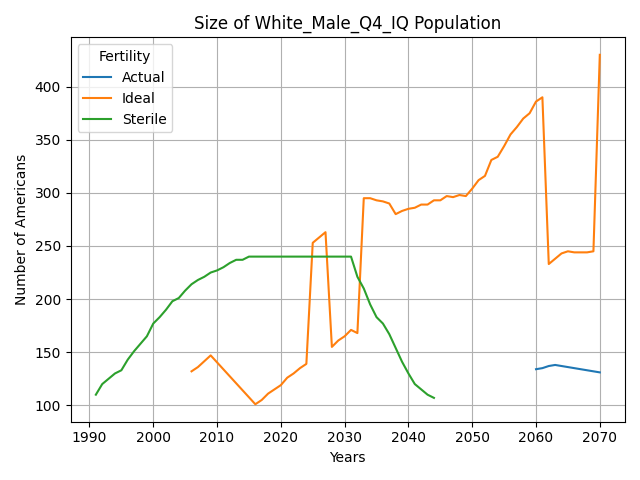 Size of White_Male_Q4_IQ Population
Fertility
Actual
Ideal
Sterile
Number of Americans
400
350
300
250
200
150
100
1990 2000 2010 2020 2030 2040 2050 2060 2070
Years